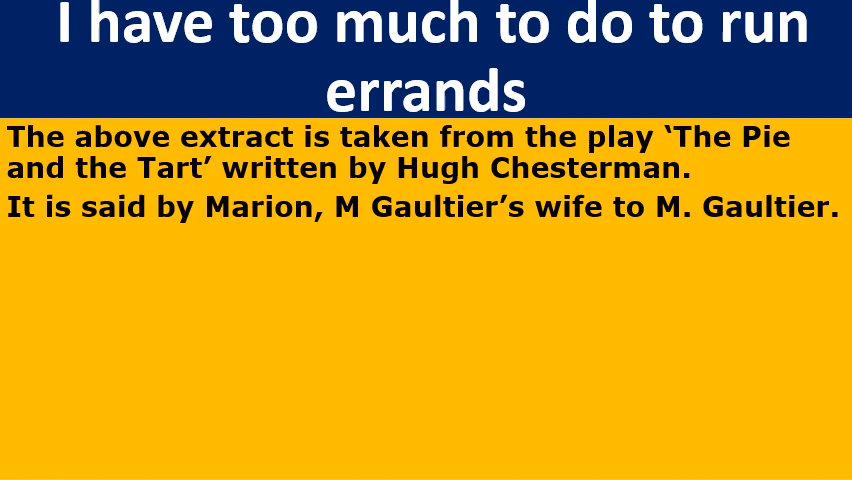 I have too much to do to run
errands
The above extract is taken from the play ‘The Pie
and the Tart’ written by Hugh Chesterman.
It is said by Marion, M Gaultier’s wife to M. Gaultier.